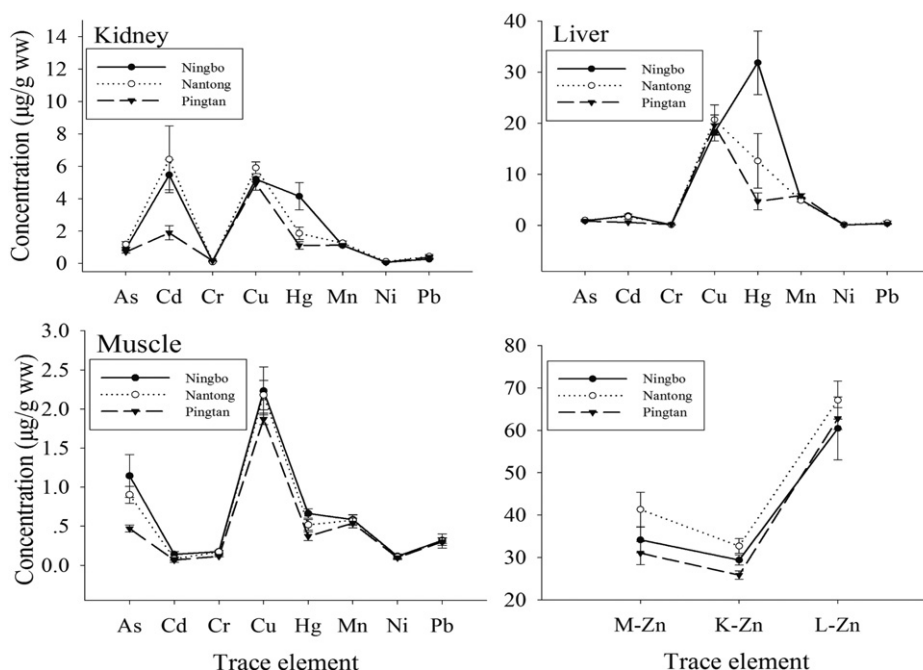 Kidney
Concentration (µg/g ww)
14
12
10
8
6
4
2
0
Ningbo
Nantong
Pingtan
As Cd Cr Cu Hg Mn Ni Pb
Liver
40
30
20
10
0
Ningbo
Nantong
Pingtan
As Cd Cr Cu Hg Mn Ni Pb
Muscle
Concentration (µg/g ww)
3.0
2.5
2.0
1.5
1.0
.5
0.0
Ningbo
Nantong
Pingtan
As Cd Cr Cu Hg Mn Ni Pb
Trace element
80
70
60
50
40
30
20
Ningbo
Nantong
Pingtan
M-Zn K-Zn L-Zn
Trace element